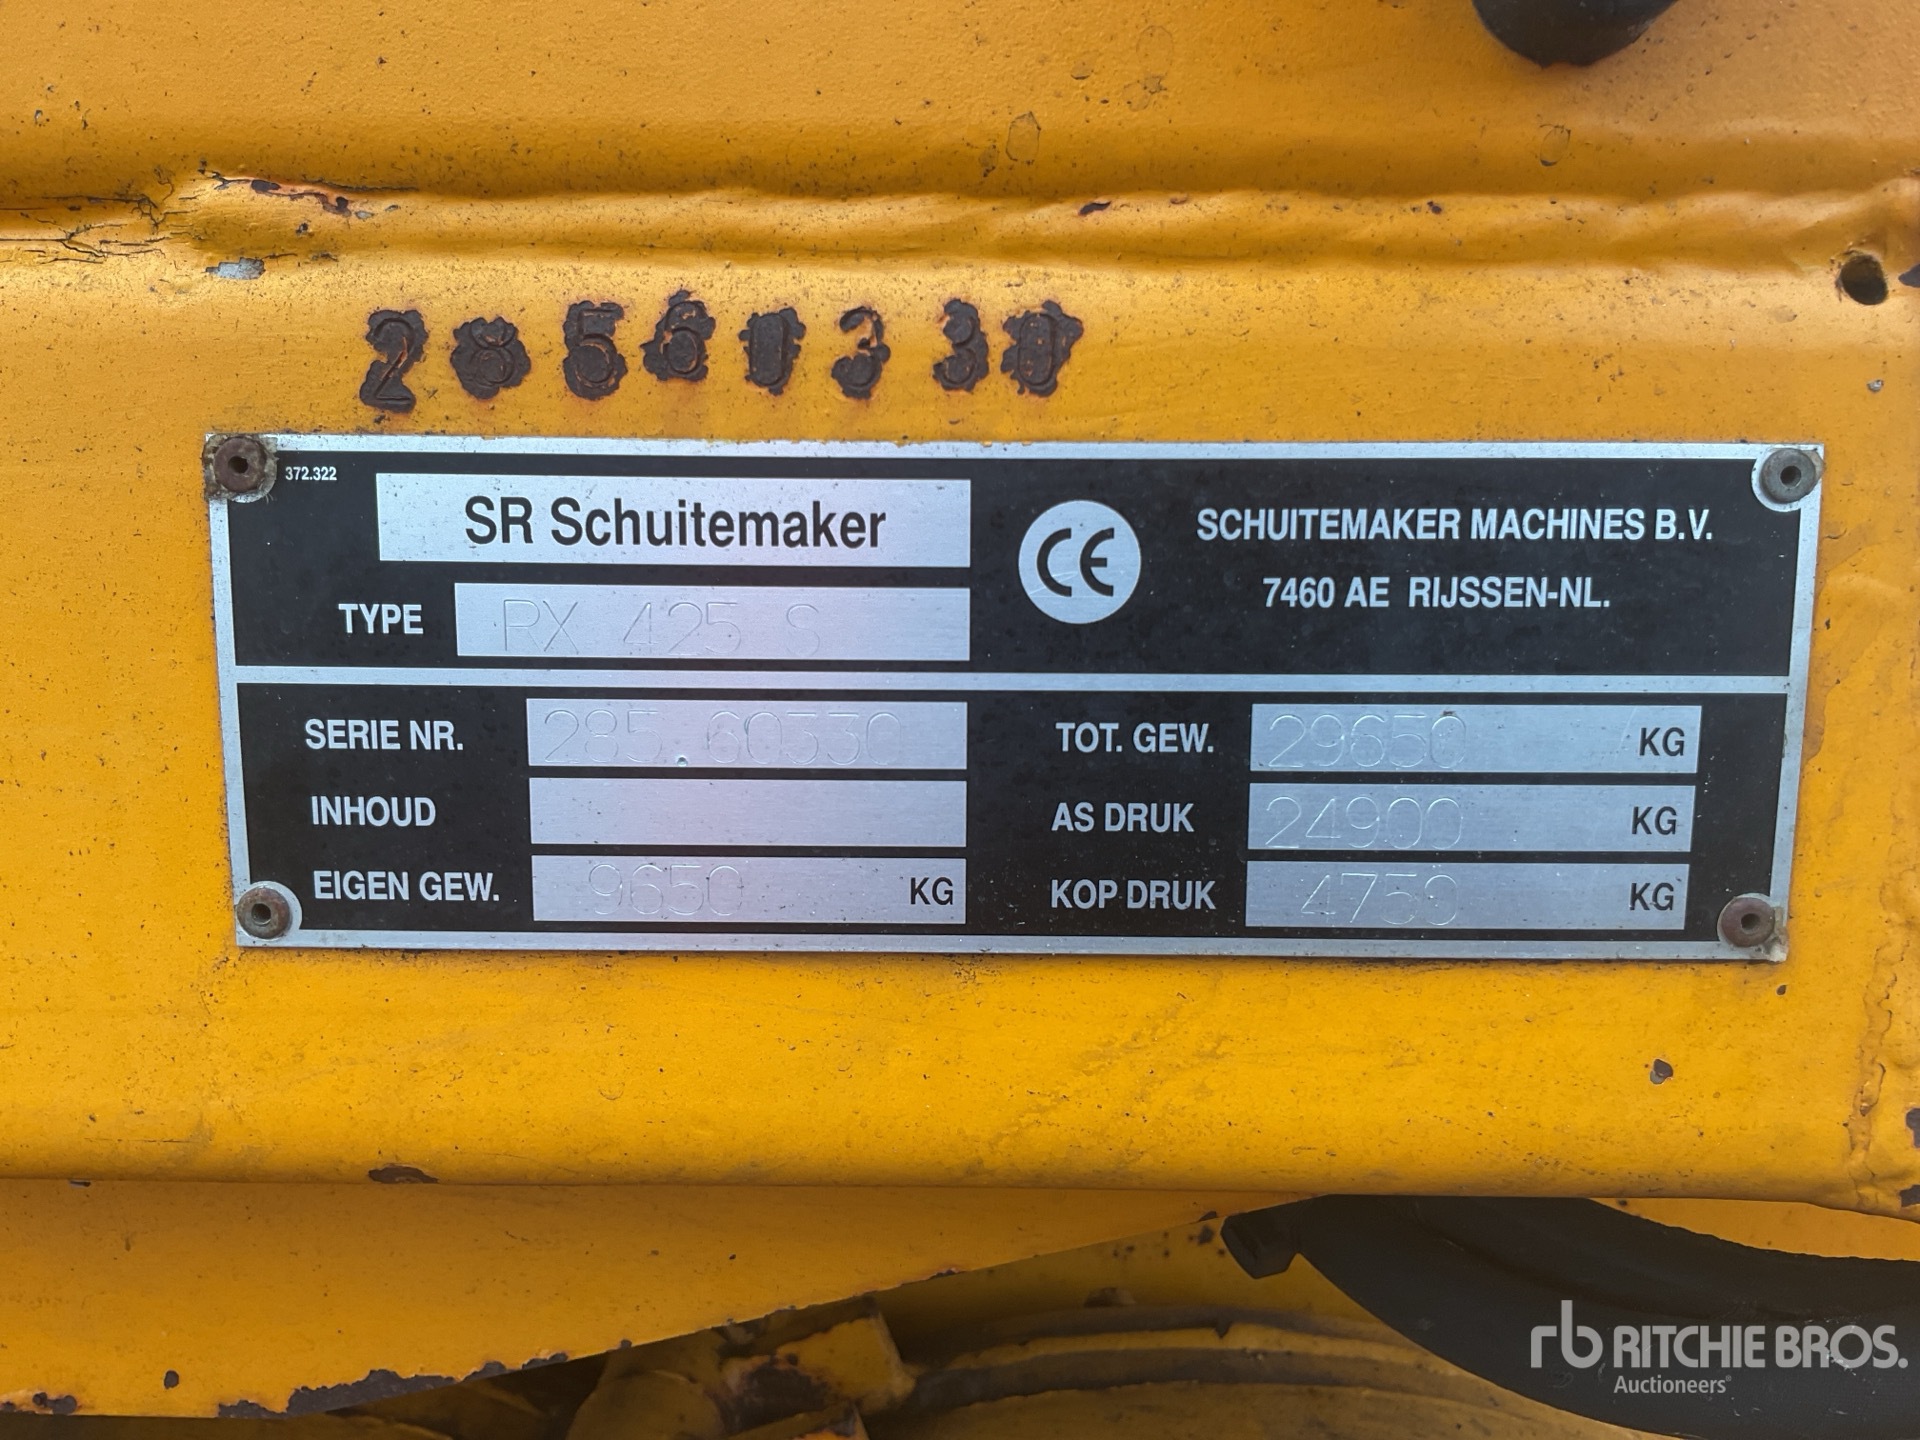 28560330
372.322
SR Schuitemaker
TYPE RX 425 S
CE
SCHUITEMAKER MACHINES B.V.
7460 AE RIJSSEN-NL.
SERIE NR. 285.60330
INHOUD
EIGEN GEW. 9650 KG
TOT. GEW. 29650 KG
AS DRUK 24900 KG
KOP DRUK 4750 KG
rb RITCHIE BROS.
Auctioneers